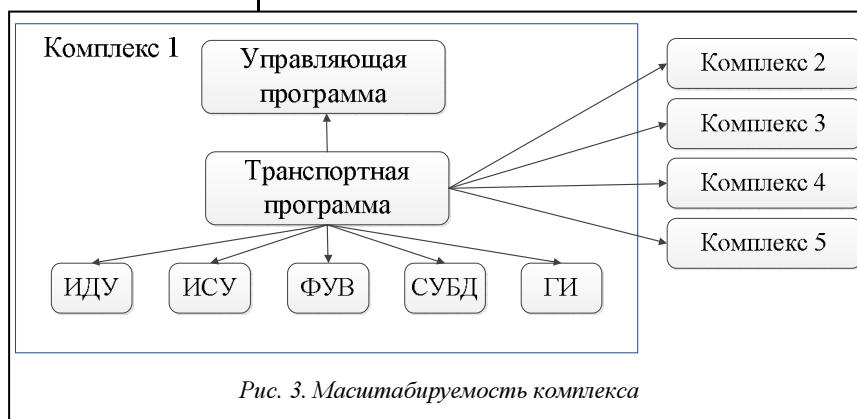 Комплекс 1
Управляющая
программа
Транспортная
программа
ИДУ
ИСУ
ФУВ
СУБД
ГИ
Комплекс 2
Комплекс 3
Комплекс 4
Комплекс 5
Рис. 3. Масштабируемость комплекса